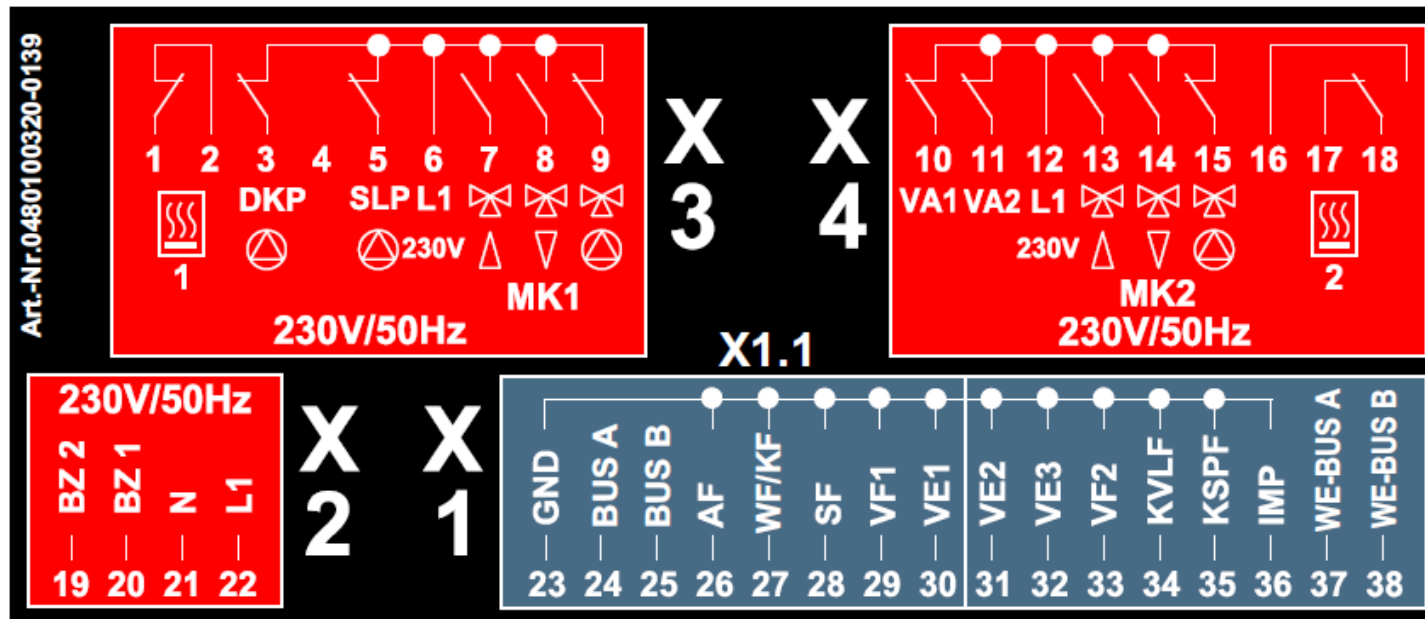 Art.-Nr.0480100320-0139
1 2 3 4 5 6 7 8 9
DKP SLP L1
230V
1
MK1
230V/50Hz
X
3
X
4
10 11 12 13 14 15 16 17 18
VA1 VA2 L1
230V
2
MK2
230V/50Hz
X1.1
230V/50Hz
BZ 2
BZ 1
N
L1
19 20 21 22
X
2
X
1
GND
BUS A
BUS B
AF
WF/KF
SF
VF1
VE1
VE2
VE3
VF2
KVLF
KSPF
IMP
WE-BUS A
WE-BUS B
23 24 25 26 27 28 29 30 31 32 33 34 35 36 37 38